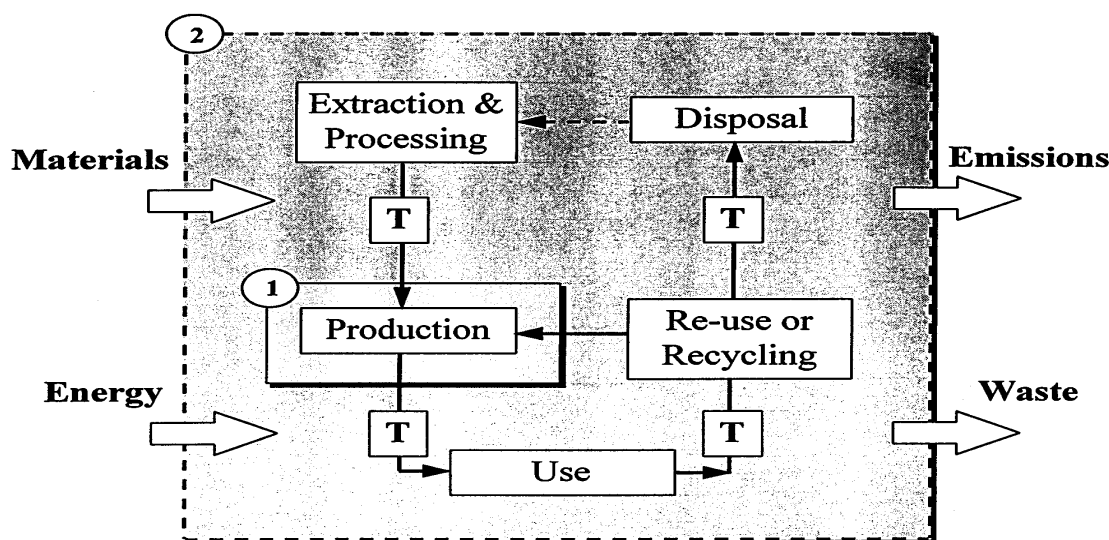 2
Extraction &
Processing
Disposal
Materials
Emissions
T
T
1
Production
Re-use or
Recycling
Energy
Waste
T
T
Use